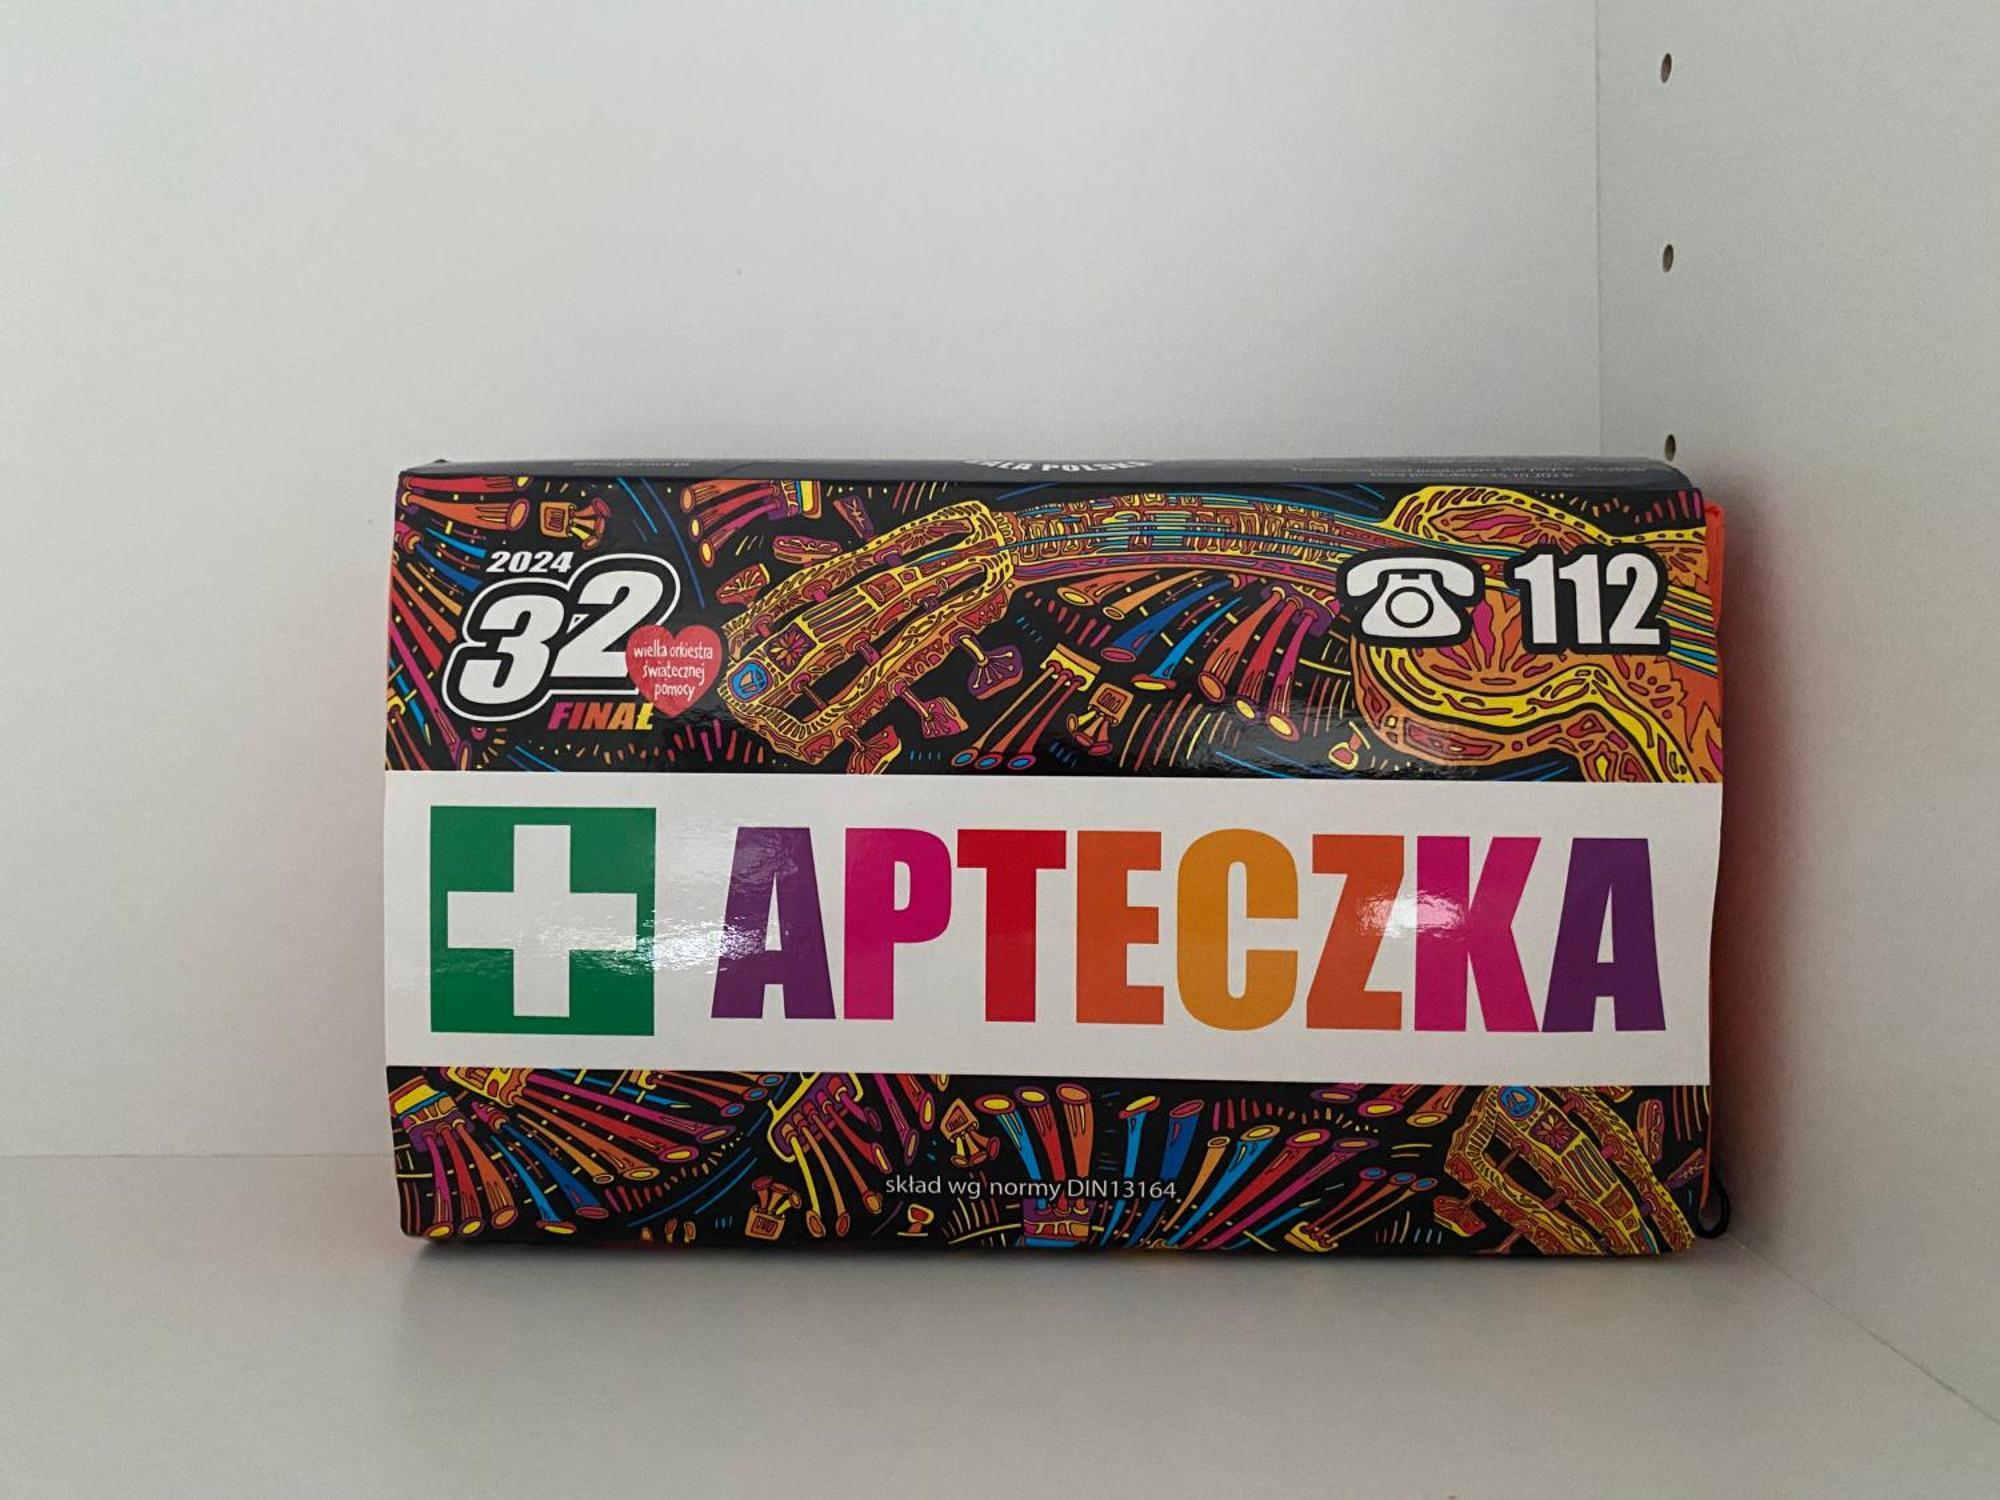 2024
32
wielka orkiestra
świątecznej
pomocy
FINAŁ
112
APTECZKA
skład wg normy DIN13164